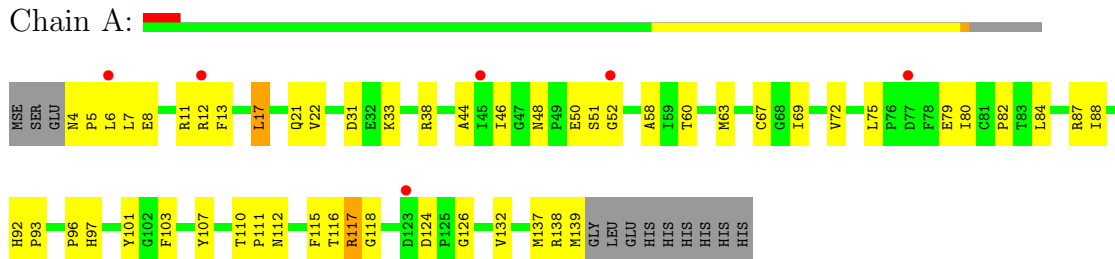 Chain A:
MSE SER GLU N4 P5 L6 L7 E8 R11 R12 F13 L17 Q21 V22 D31 E32 K33 R38 A44 I45 I46 G47 N48 P49 E50 S51 G52 A58 I59 T60 M63 C67 G68 I69 V72 L75 P76 D77 F78 E79 I80 C81 P82 T83 L84 R87 I88
H92 P93 P96 H97 Y101 G102 F103 Y107 T110 P111 N112 F115 T116 R117 G118 D123 D124 P125 G126 V132 M137 R138 M139 GLY LEU GLU HIS HIS HIS HIS HIS HIS